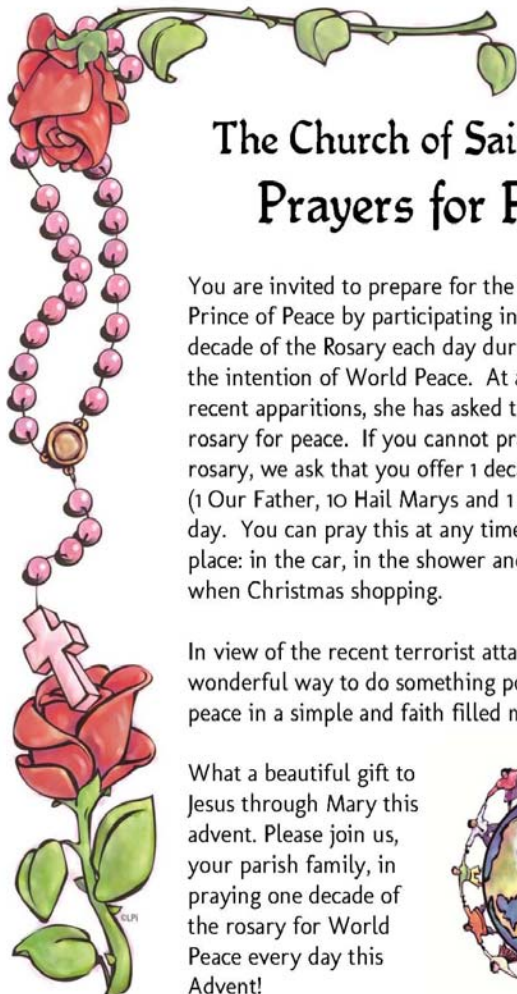 The Church of Sai
Prayers for
You are invited to prepare for the
Prince of Peace by participating in
decade of the Rosary each day dur
the intention of World Peace. At a
recent apparitions, she has asked t
rosary for peace. If you cannot pr
rosary, we ask that you offer 1 dec
(1 Our Father, 10 Hail Marys and 1
day. You can pray this at any time
place: in the car, in the shower and
when Christmas shopping.
In view of the recent terrorist atta
wonderful way to do something po
peace in a simple and faith filled m
What a beautiful gift to
Jesus through Mary this
advent. Please join us,
your parish family, in
praying one decade of
the rosary for World
Peace every day this
Advent!
©LPi